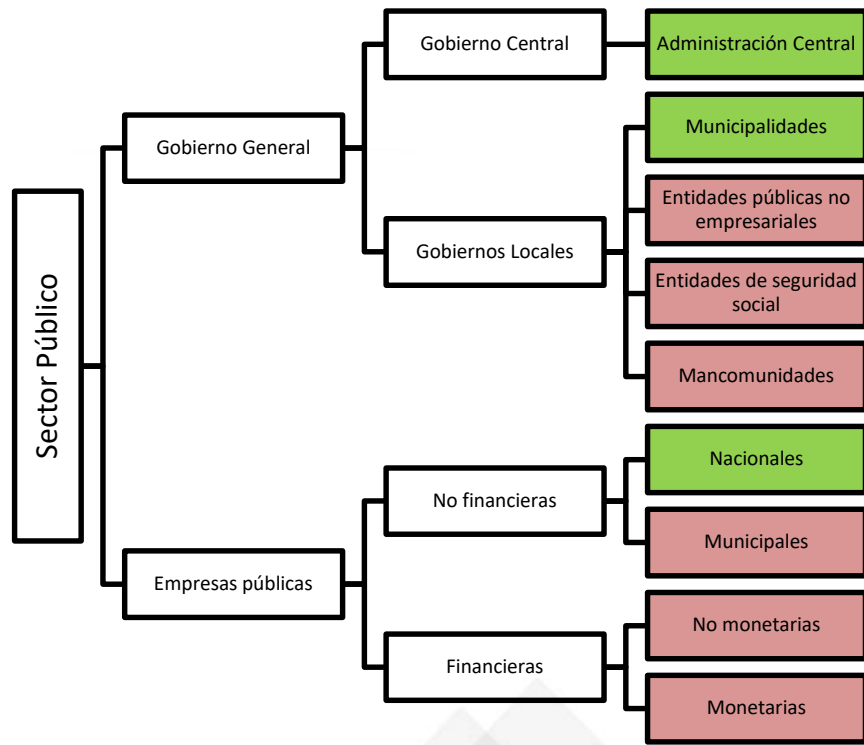 Sector Público
Gobierno General
Gobierno Central
Administración Central
Gobiernos Locales
Municipalidades
Entidades públicas no
empresariales
Entidades de seguridad
social
Mancomunidades
Empresas públicas
No financieras
Nacionales
Municipales
Financieras
No monetarias
Monetarias